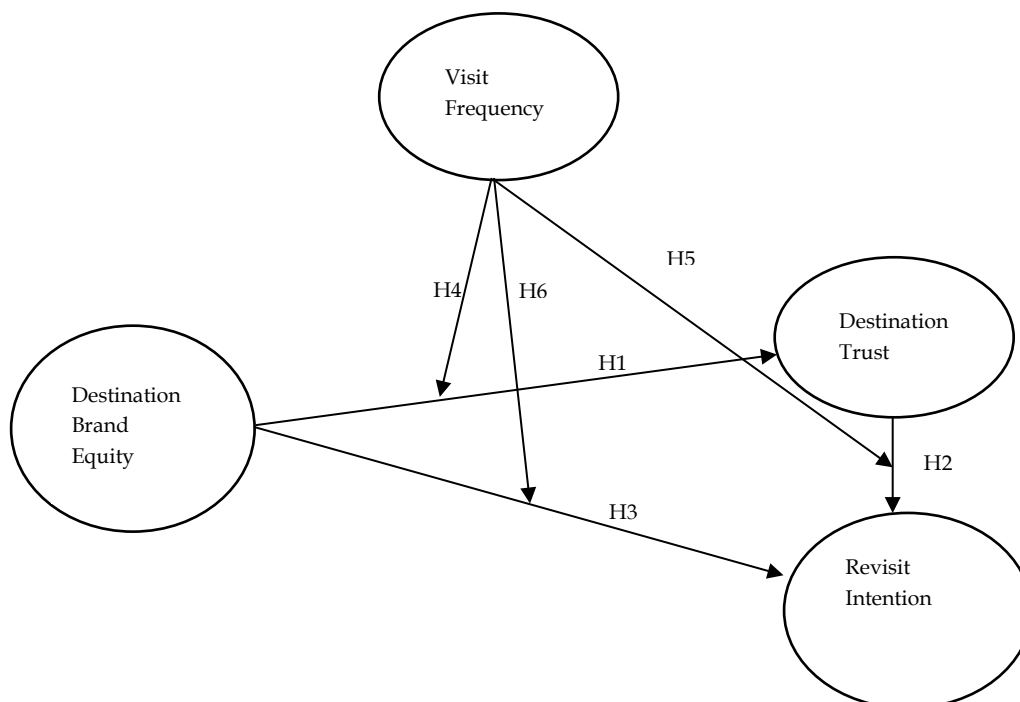 Visit
Frequency
H5
H4
H6
Destination
Trust
H1
Destination
Brand
Equity
H2
H3
Revisit
Intention